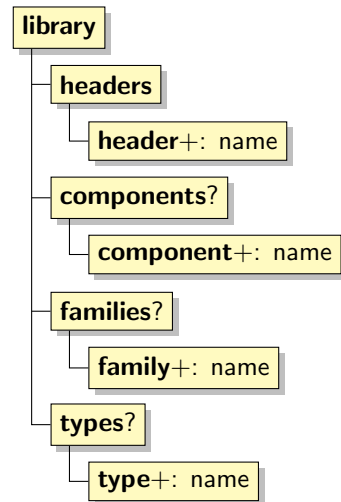 library
headers
header+: name
components?
component+: name
families?
family+: name
types?
type+: name